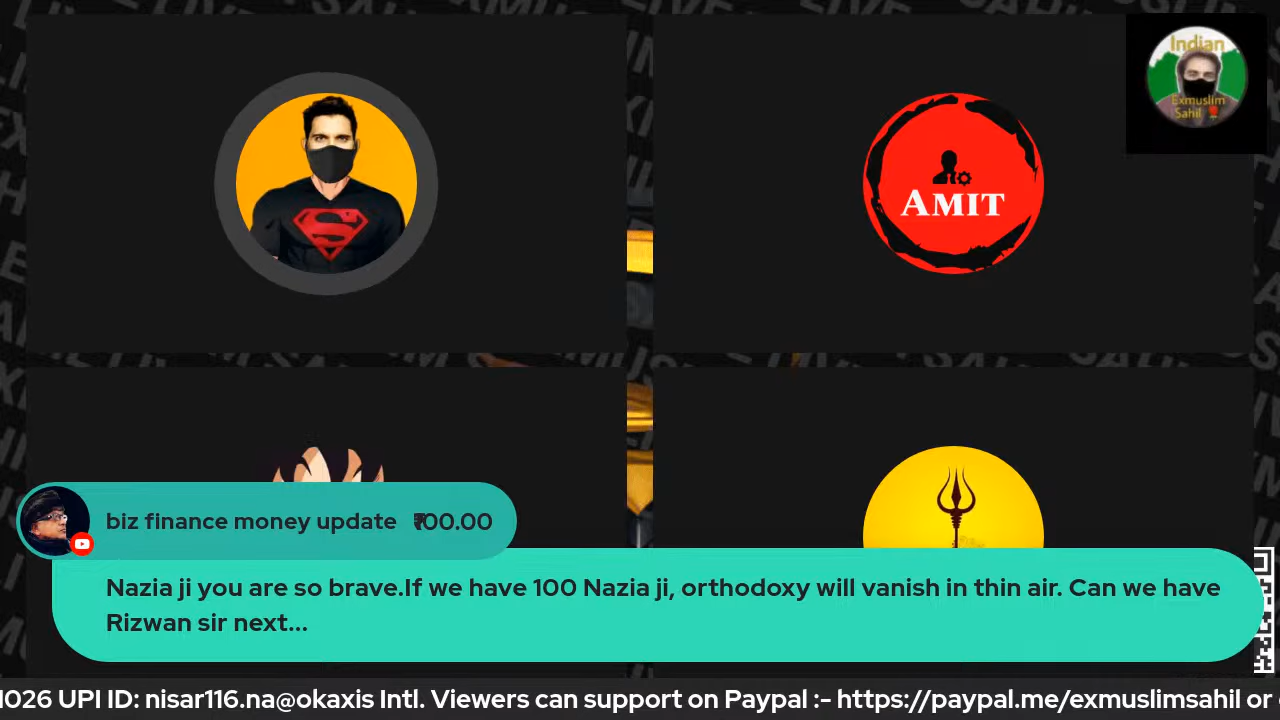 Indian
Exmuslim
Sahil
AMIT
biz finance money update ₹100.00
Nazia ji you are so brave.If we have 100 Nazia ji, orthodoxy will vanish in thin air. Can we have
Rizwan sir next...
1026 UPI ID: nisar116.na@okaxis Intl. Viewers can support on Paypal :- https://paypal.me/exmuslimsahil or